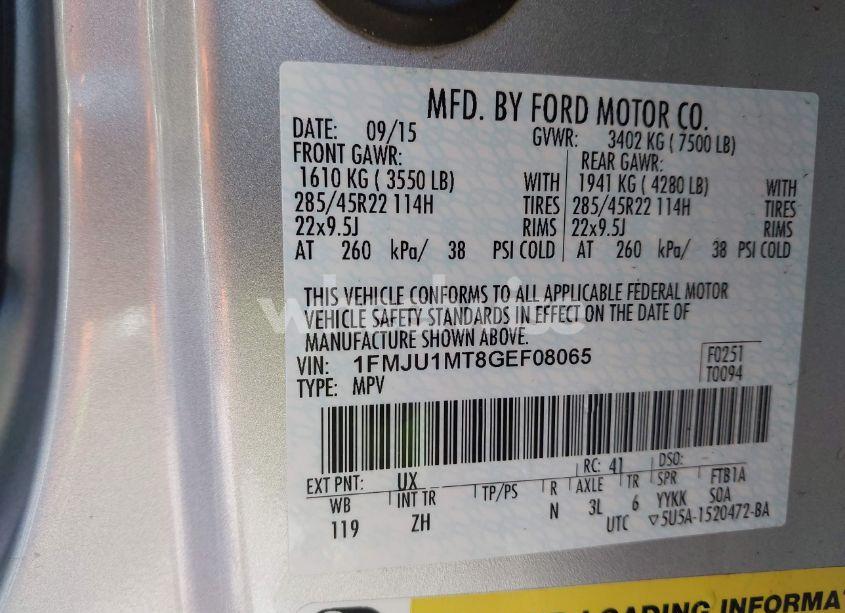 MFD. BY FORD MOTOR CO.
DATE: 09/15 GVWR: 3402 KG ( 7500 LB)
FRONT GAWR: REAR GAWR:
1610 KG ( 3550 LB) WITH 1941 KG ( 4280 LB) WITH
285/45R22 114H TIRES 285/45R22 114H TIRES
22x9.5J RIMS 22x9.5J RIMS
AT 260 kPa/ 38 PSI COLD AT 260 kPa/ 38 PSI COLD
THIS VEHICLE CONFORMS TO ALL APPLICABLE FEDERAL MOTOR
VEHICLE SAFETY STANDARDS IN EFFECT ON THE DATE OF
MANUFACTURE SHOWN ABOVE.
VIN: 1FMJU1MT8GEF08065 F0251
TYPE: MPV T0094
EXT PNT: UX RC: 41 DSO:
WB INT TR TP/PS R AXLE TR SPR FTB1A
119 ZH N 3L 6 YYKK SOA
UTC ▽5U5A-1520472-BA
LOADING INFORMA